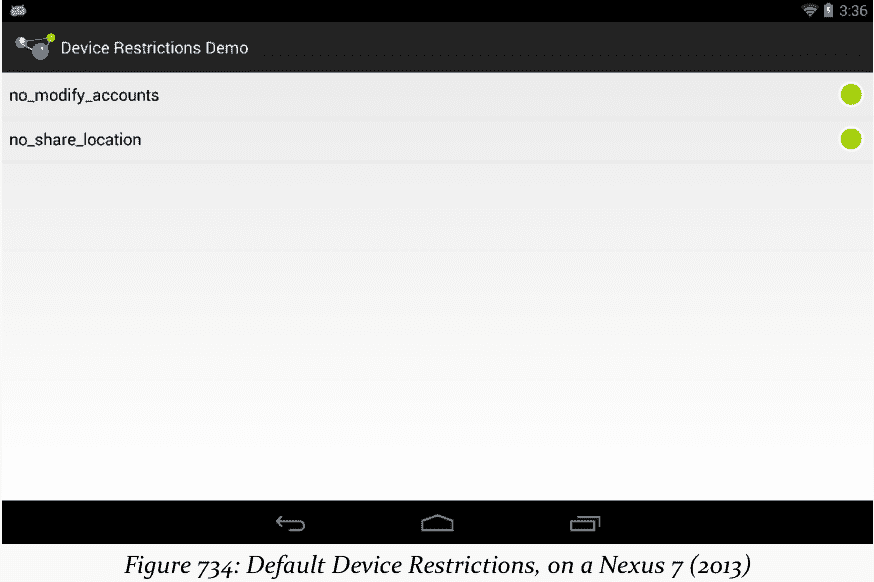 3:36
Device Restrictions Demo
no_modify_accounts
no_share_location
Figure 734: Default Device Restrictions, on a Nexus 7 (2013)